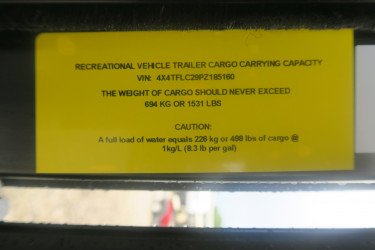 RECREATIONAL VEHICLE TRAILER CARGO CARRYING CAPACITY
VIN: 4X4TFLC29PZ185160
THE WEIGHT OF CARGO SHOULD NEVER EXCEED
694 KG OR 1531 LBS
CAUTION:
A full load of water equals 226 kg or 498 lbs of cargo @
1kg/L (8.3 lb per gal)